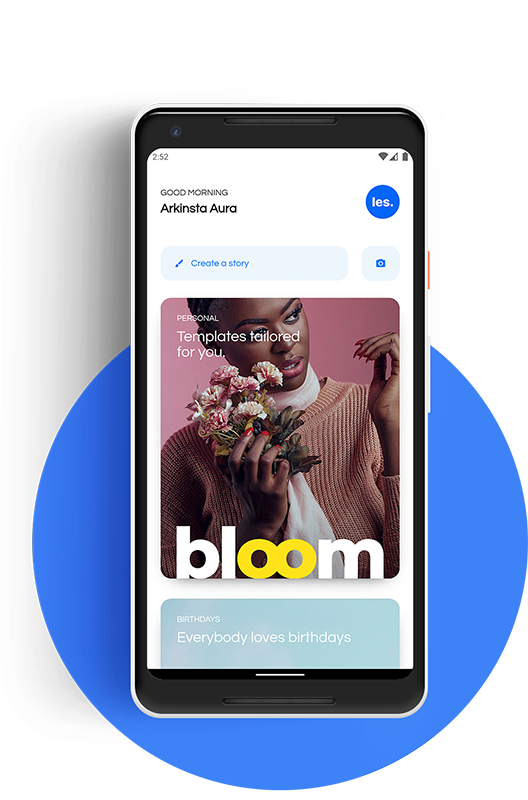 2:52
GOOD MORNING
Arkinsta Aura
les.
Create a story
PERSONAL
Templates tailored
for you.
bloom
BIRTHDAYS
Everybody loves birthdays